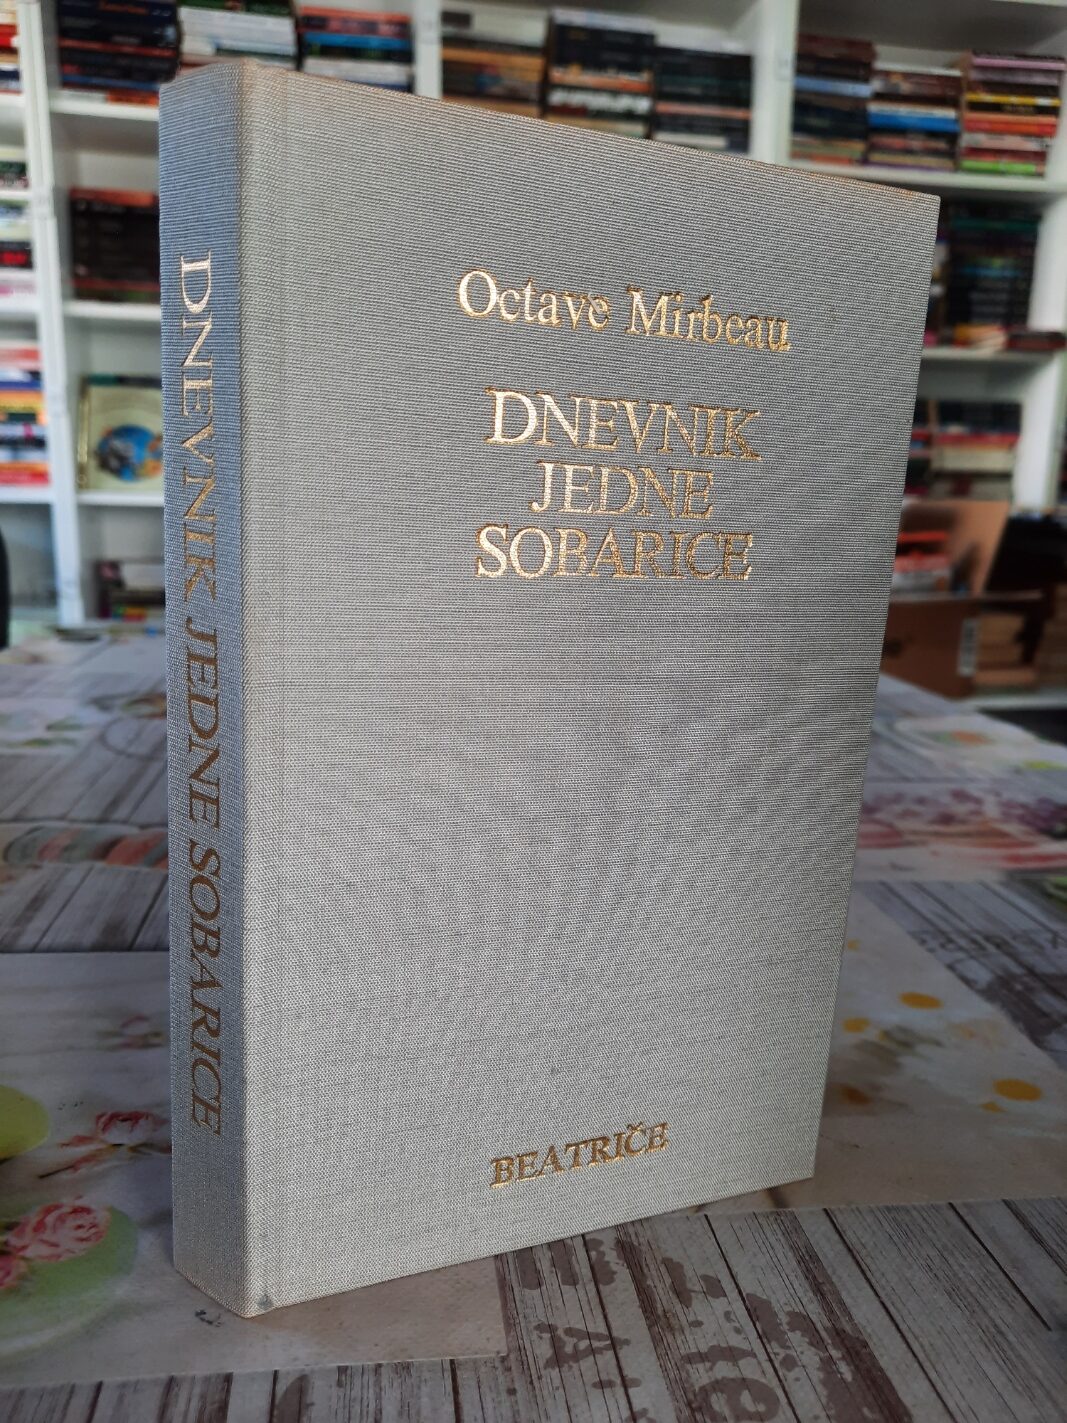 DNEVNIK JEDNE SOBARICE
Octave Mirbeau
DNEVNIK
JEDNE
SOBARICE
BEATRIČE